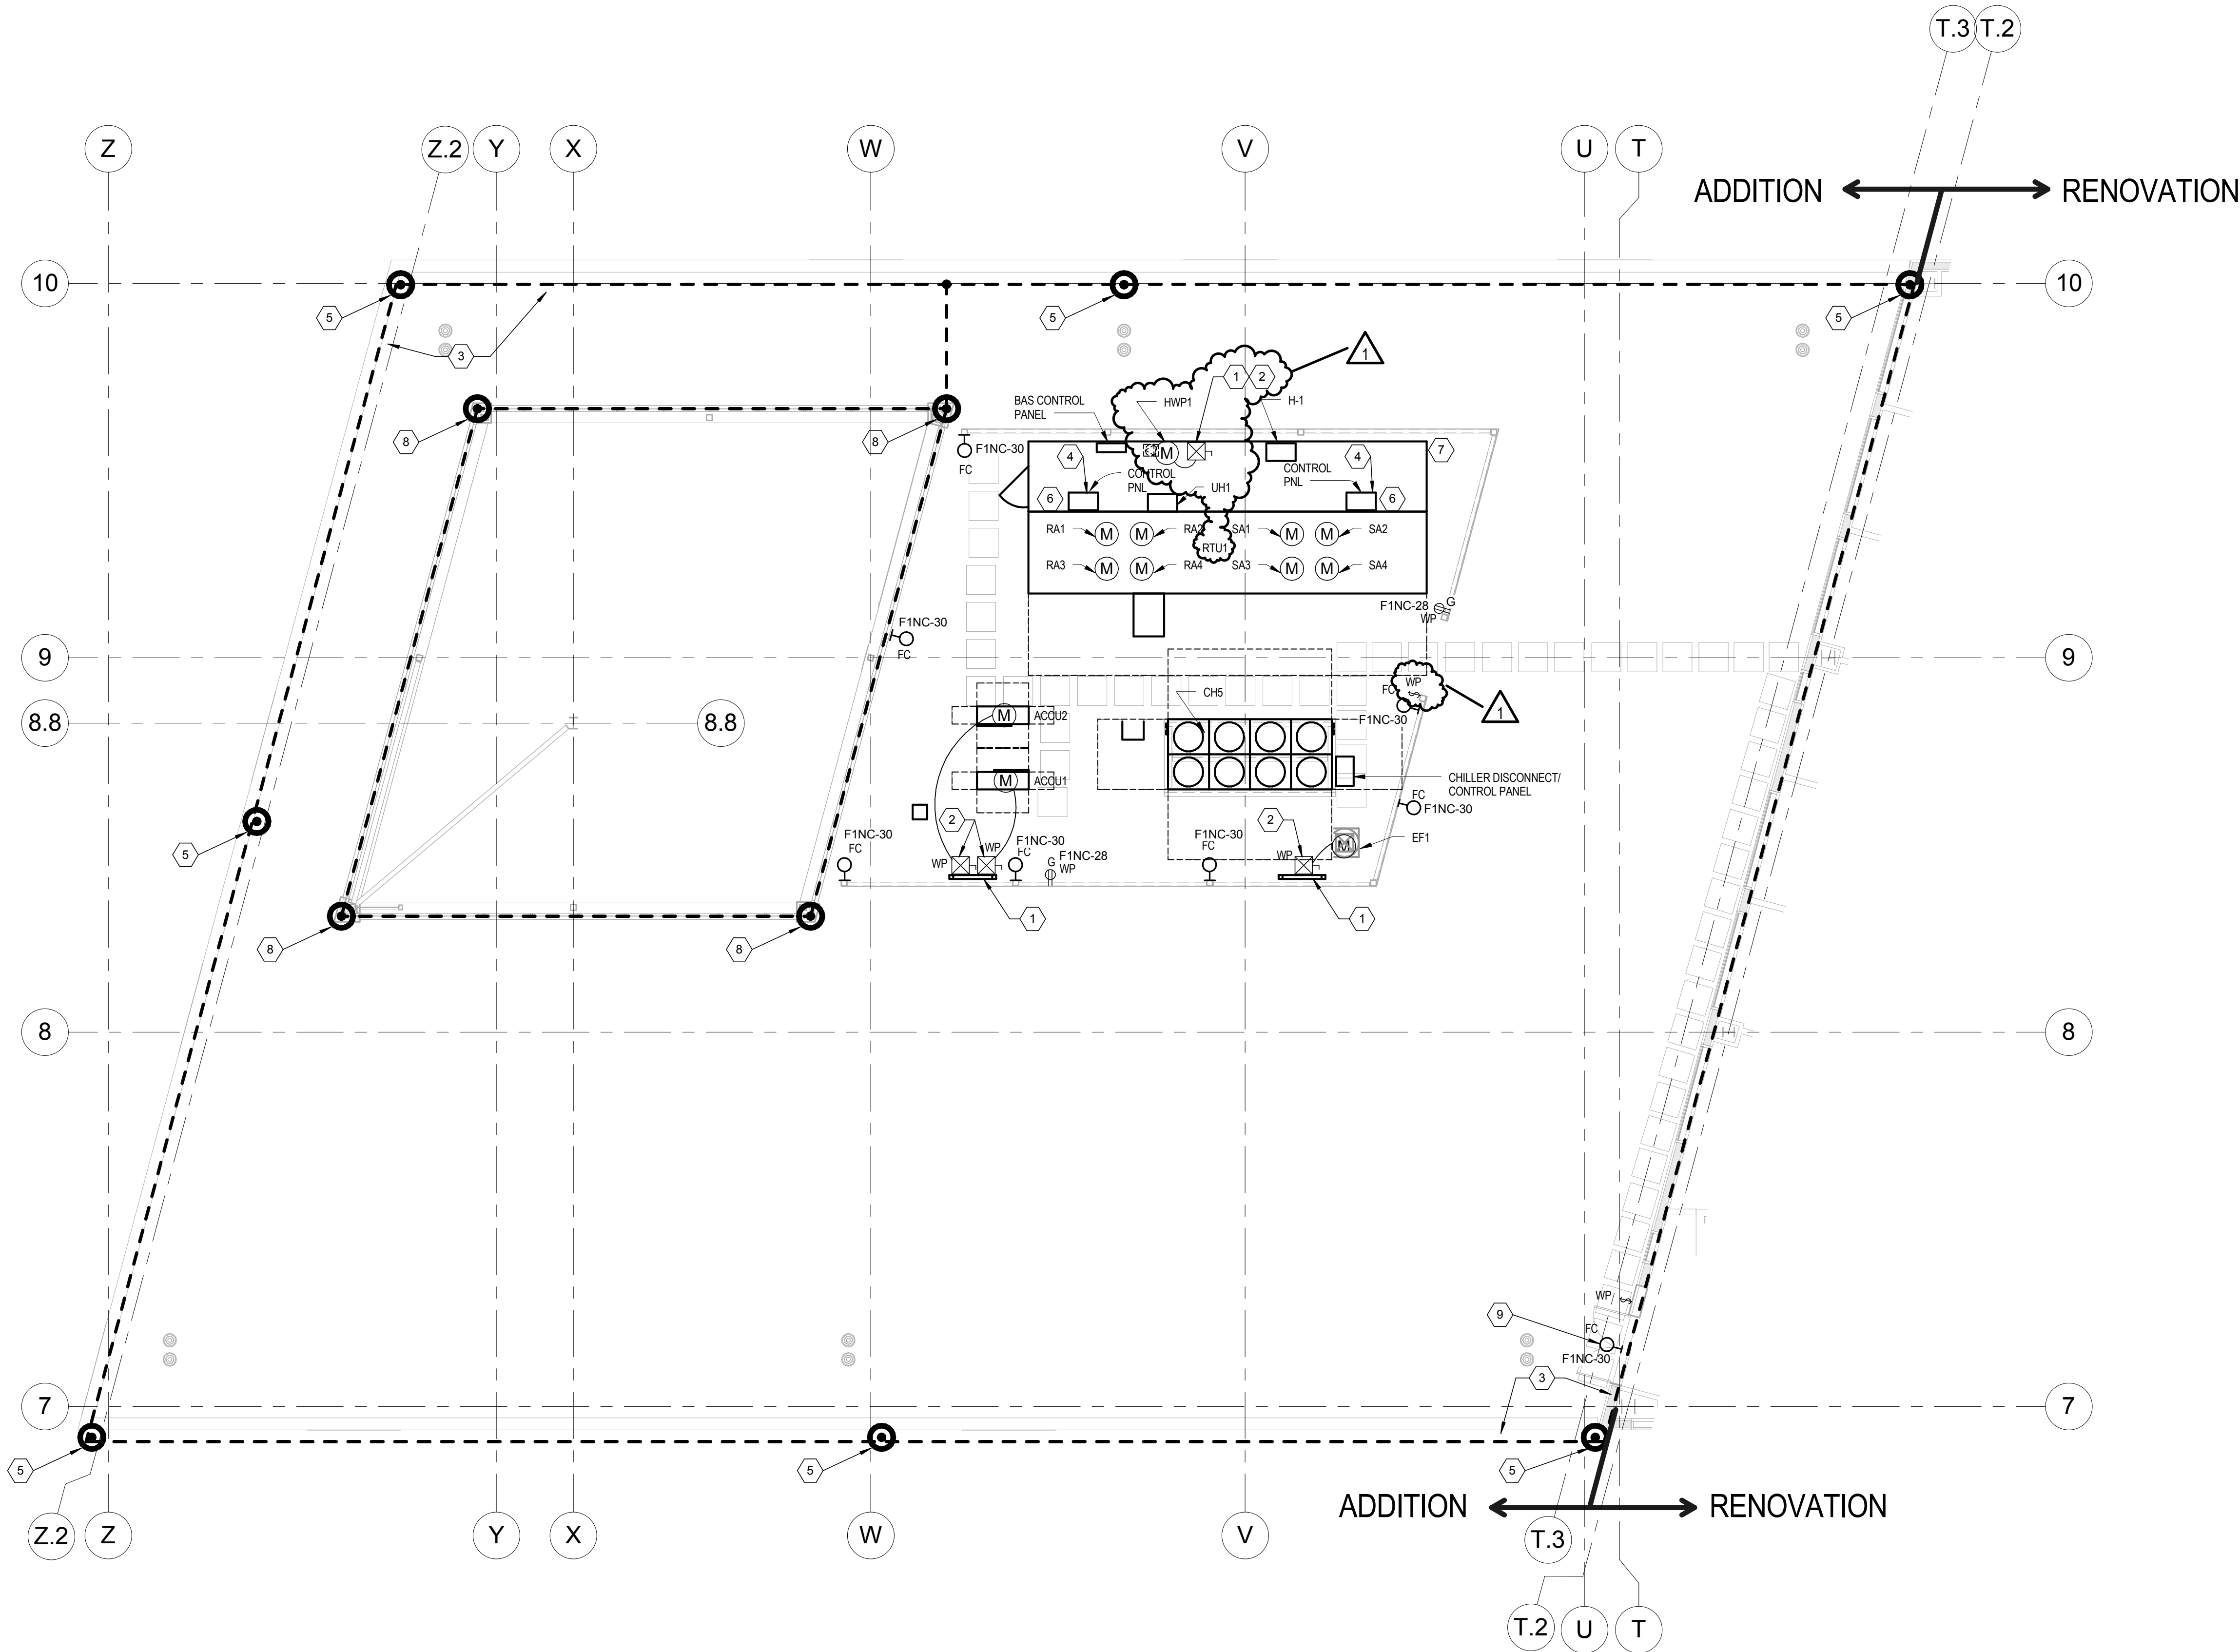 T.3 T.2
Z Z.2 Y X W V U T
ADDITION RENOVATION
10 10
5 5 5
3
1
1 2
BAS CONTROL
PANEL
HWP1
H-1
8 8
F1NC-30
FC
M
7
4 4
CONTROL
PNL
CONTROL
PNL
6 UH1 6
RA1 M M RA2 SA1 M M SA2
RTU1
RA3 M M RA4 SA3 M M SA4
F1NC-28 G
WP
F1NC-30
FC
9 9
WP
FC
CH5
F1NC-30
1
8.8 8.8
M ACCU2
M ACCU1
CHILLER DISCONNECT/
CONTROL PANEL
FC
F1NC-30
5
2 2
F1NC-30
FC
F1NC-30
FC
F1NC-30
FC
M EF1
WP WP
G F1NC-28
WP
WP
1 1
8 8
8 8
WP
9
FC
F1NC-30
3
7 7
5 5 5
ADDITION RENOVATION
Z.2 Z Y X W V T.3
T.2 U T